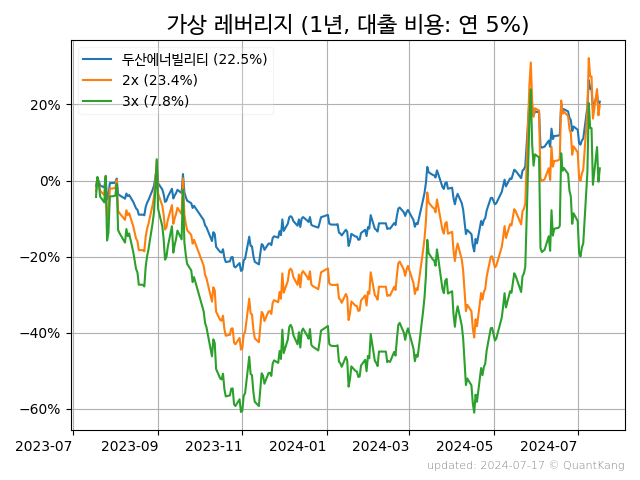 가상 레버리지 (1년, 대출 비용: 연 5%)
두산에너빌리티 (22.5%)
2x (23.4%)
3x (7.8%)
20%
0%
−20%
−40%
−60%
2023-07 2023-09 2023-11 2024-01 2024-03 2024-05 2024-07
updated: 2024-07-17 © QuantKang